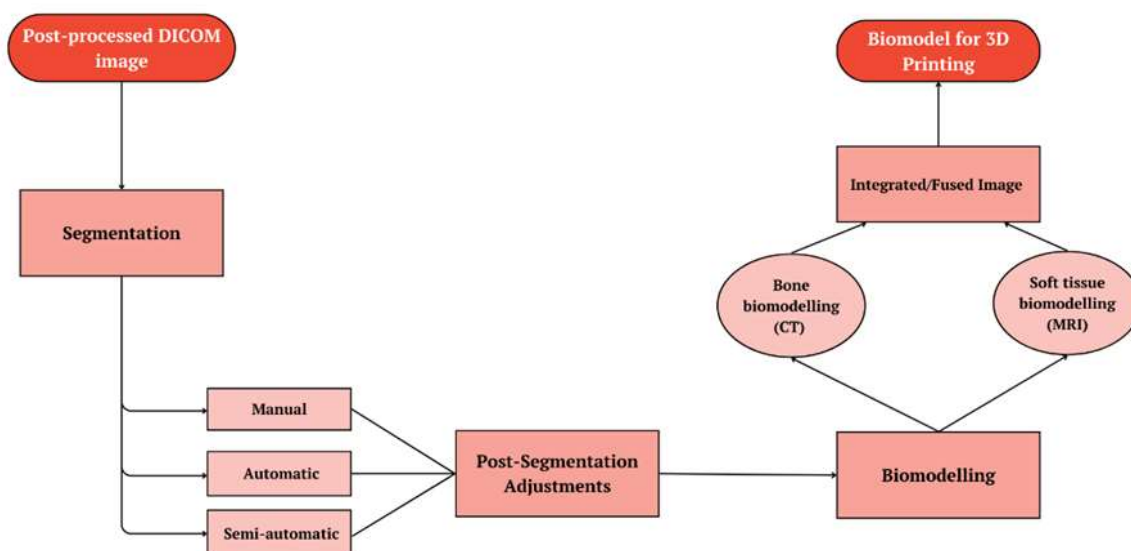 Post-processed DICOM
image
Segmentation
Manual
Automatic
Semi-automatic
Post-Segmentation
Adjustments
Biomodelling
Bone
biomodelling
(CT)
Soft tissue
biomodelling
(MRI)
Integrated/Fused Image
Biomodel for 3D
Printing